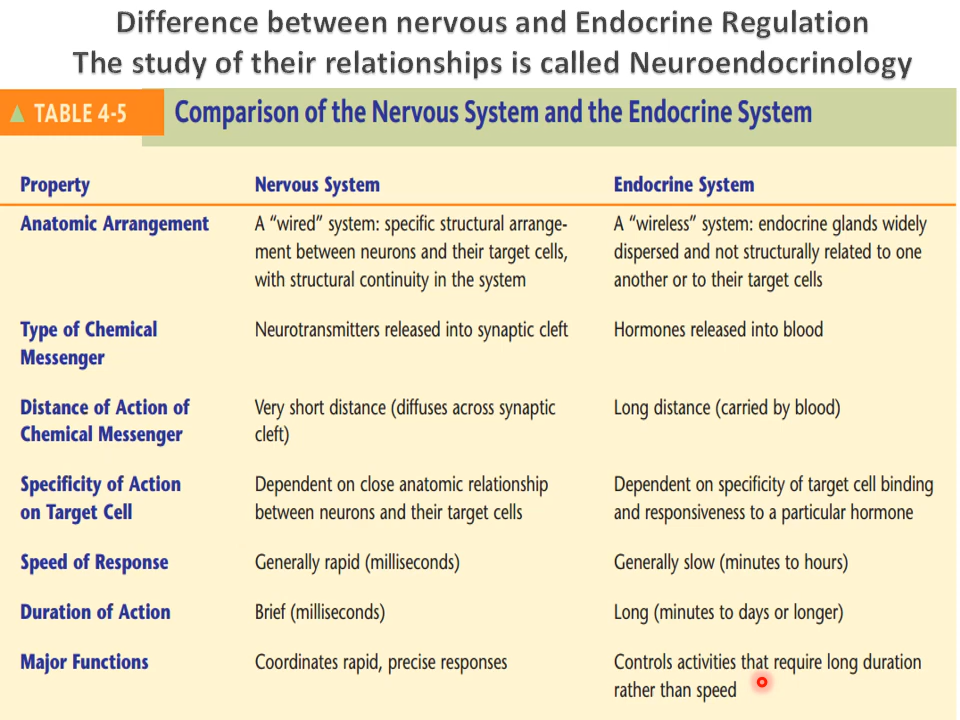 Difference between nervous and Endocrine Regulation
The study of their relationships is called Neuroendocrinology
▲ TABLE 4-5 Comparison of the Nervous System and the Endocrine System
Property Nervous System Endocrine System
Anatomic Arrangement A “wired” system: specific structural arrange- A “wireless” system: endocrine glands widely
ment between neurons and their target cells, dispersed and not structurally related to one
with structural continuity in the system another or to their target cells
Type of Chemical Neurotransmitters released into synaptic cleft Hormones released into blood
Messenger
Distance of Action of Very short distance (diffuses across synaptic Long distance (carried by blood)
Chemical Messenger cleft)
Specificity of Action Dependent on close anatomic relationship Dependent on specificity of target cell binding
on Target Cell between neurons and their target cells and responsiveness to a particular hormone
Speed of Response Generally rapid (milliseconds) Generally slow (minutes to hours)
Duration of Action Brief (milliseconds) Long (minutes to days or longer)
Major Functions Coordinates rapid, precise responses Controls activities that require long duration
rather than speed